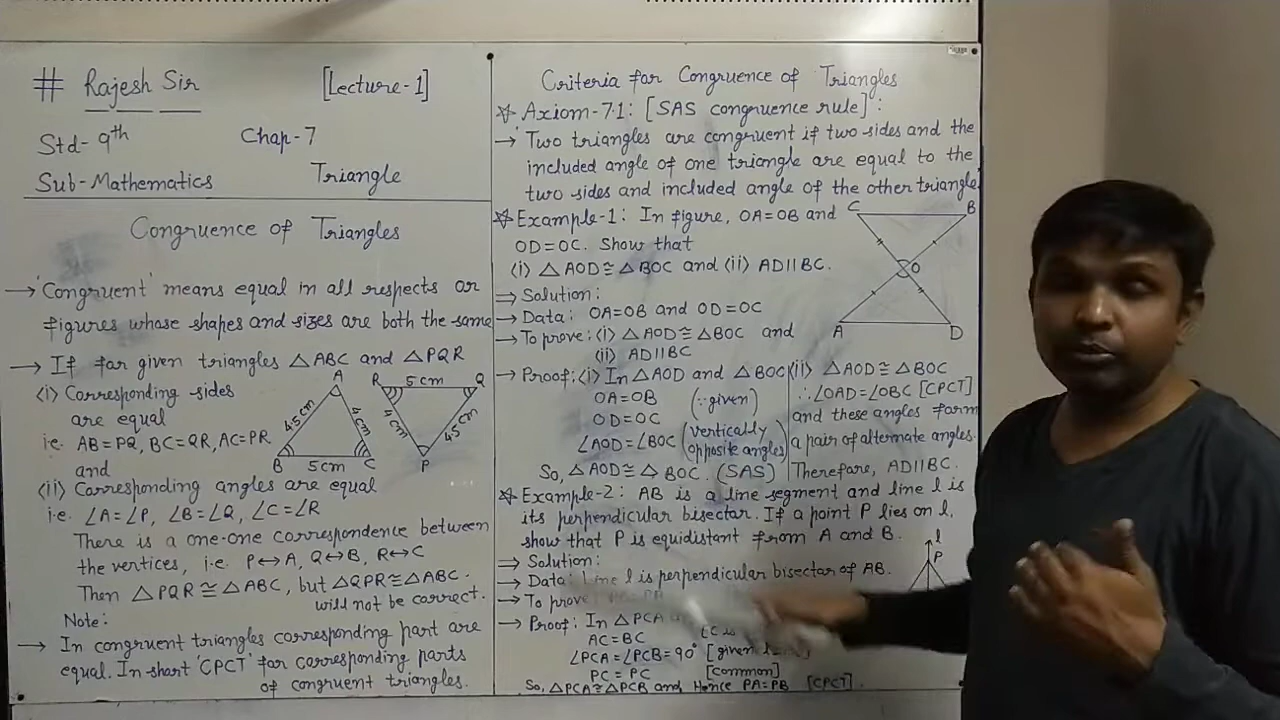 # Rajesh Sir [Lecture-1]
Std- 9th Chap-7
Sub-Mathematics Triangle
Congruence of Triangles
→ 'Congruent' means equal in all respects or
figures whose shapes and sizes are both the same
→ If for given triangles △ABC and △PQR
(i) Corresponding sides
are equal
i.e. AB=PQ, BC=QR, AC=PR
and
A
B
C
4.5cm
4cm
5cm
R
Q
P
5cm
4cm
4.5cm
(ii) Corresponding angles are equal
i.e. ∠A=∠P, ∠B=∠Q, ∠C=∠R
There is a one-one correspondence between
the vertices, i.e. P↔A, Q↔B, R↔C
Then △PQR≅△ABC, but △QPR≅△ABC.
will not be correct.
Note:
→ In congruent triangles corresponding part are
equal. In short 'CPCT' for corresponding parts
of congruent triangles.
Criteria for Congruence of Triangles
☆ Axiom-7.1: [SAS congruence rule]:
→ Two triangles are congruent if two sides and the
included angle of one triangle are equal to the
two sides and included angle of the other triangle.
☆ Example-1: In figure, OA=OB and
OD=OC. Show that
(i) △AOD≅△BOC and (ii) AD||BC.
C
B
O
A
D
⇒ Solution:
→ Data: OA=OB and OD=OC
→ To prove: (i) △AOD≅△BOC and
(ii) AD||BC
→ Proof: (i) In △AOD and △BOC
OA=OB (∵given)
OD=OC
∠AOD=∠BOC (vertically opposite angles)
So, △AOD≅△BOC. (SAS)
(ii) △AOD≅△BOC
∴∠OAD=∠OBC [CPCT]
and these angles form
a pair of alternate angles.
Therefore, AD||BC.
☆ Example-2: AB is a line segment and line l is
its perpendicular bisector. If a point P lies on l,
show that P is equidistant from A and B.
⇒ Solution:
→ Data: Line l is perpendicular bisector of AB.
→ To prove
→ Proof: In △PCA
AC=BC
∠PCA=∠PCB=90° [given
PC=PC [common]
So, △PCA≅△PCB and Hence PA=PB [CPCT].
l
P